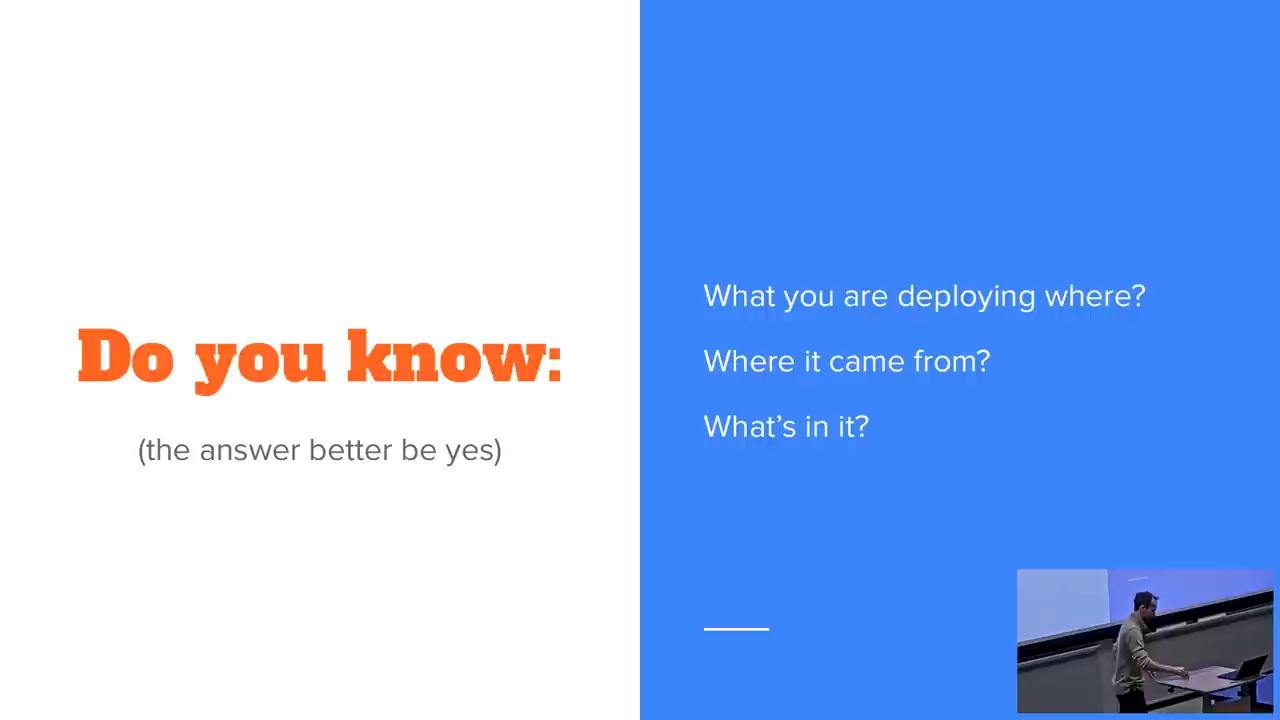 Do you know:
(the answer better be yes)
What you are deploying where?
Where it came from?
What’s in it?